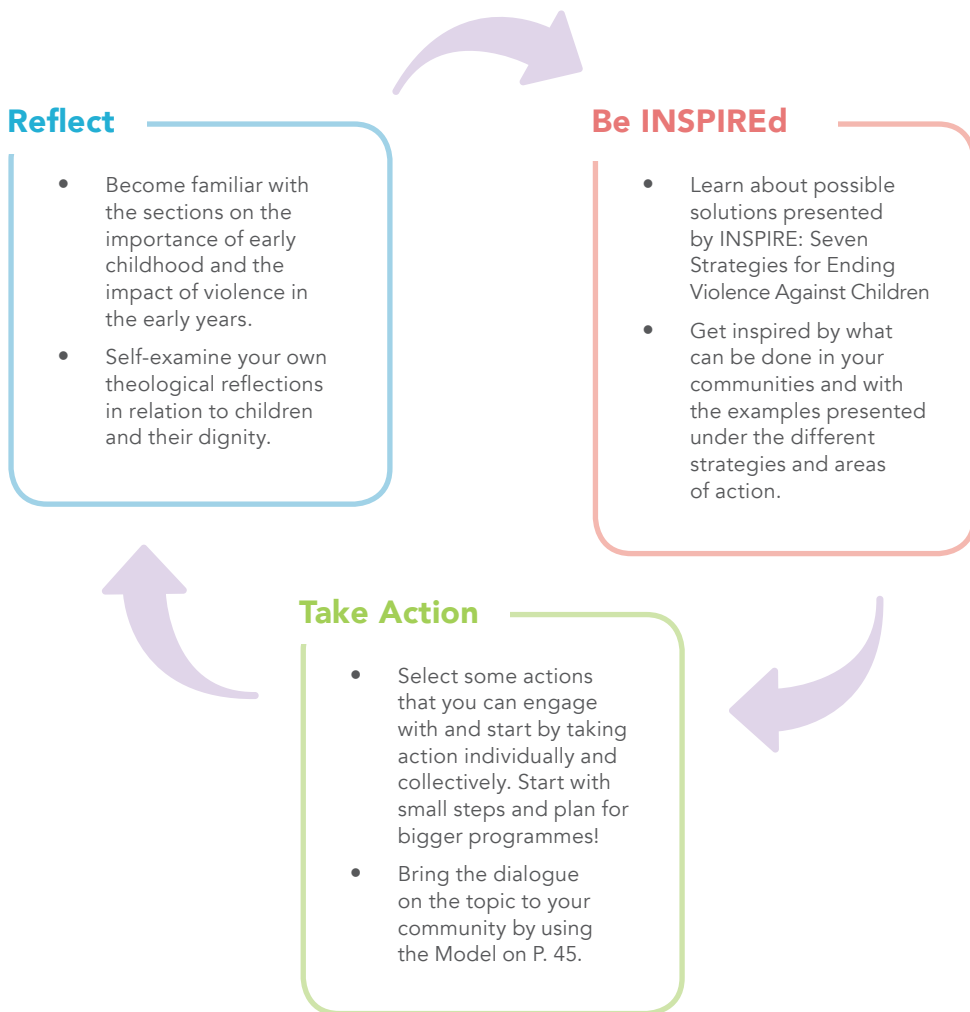 Reflect
• Become familiar with
the sections on the
importance of early
childhood and the
impact of violence in
the early years.
• Self-examine your own
theological reflections
in relation to children
and their dignity.
Be INSPIREd
• Learn about possible
solutions presented
by INSPIRE: Seven
Strategies for Ending
Violence Against Children
• Get inspired by what
can be done in your
communities and with
the examples presented
under the different
strategies and areas
of action.
Take Action
• Select some actions
that you can engage
with and start by taking
action individually and
collectively. Start with
small steps and plan for
bigger programmes!
• Bring the dialogue
on the topic to your
community by using
the Model on P. 45.